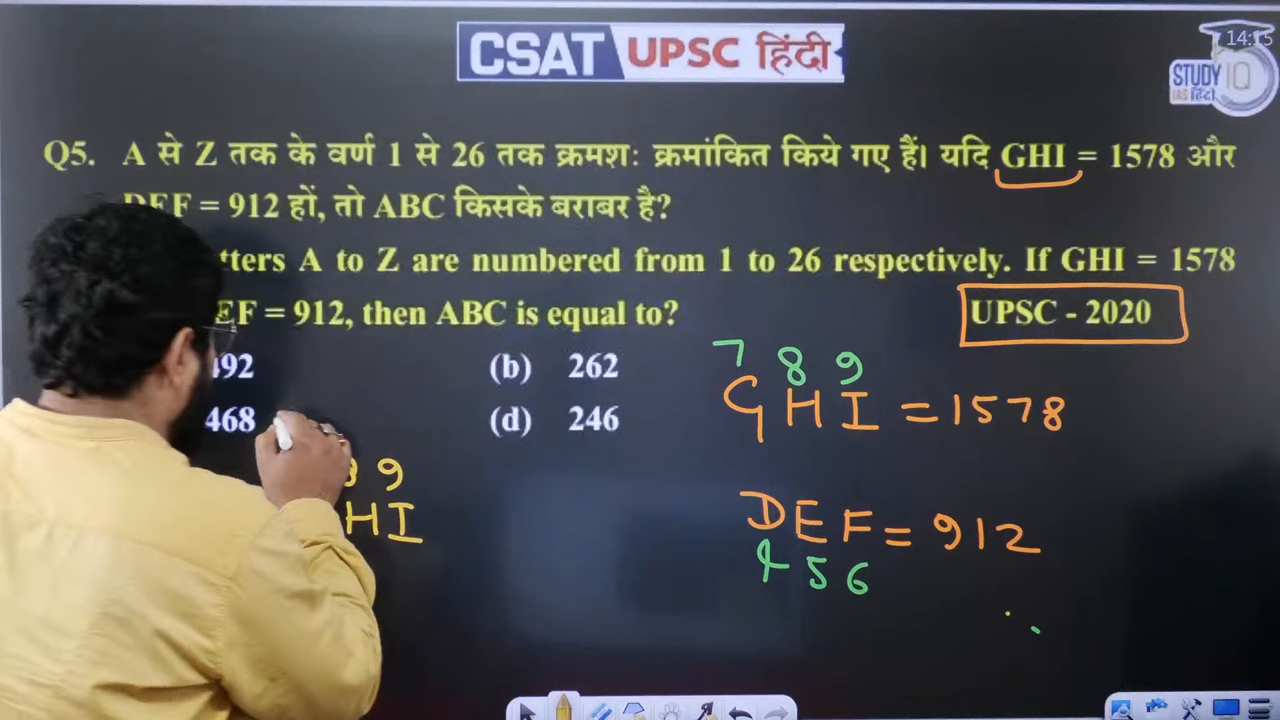 CSAT UPSC हिंदी
14:15
STUDY IQ
IAS हिंदी
Q5. A से Z तक के वर्ण 1 से 26 तक क्रमशः क्रमांकित किये गए हैं। यदि GHI = 1578 और
DEF = 912 हों, तो ABC किसके बराबर है?
tters A to Z are numbered from 1 to 26 respectively. If GHI = 1578
EF = 912, then ABC is equal to?
UPSC - 2020
492 (b) 262
468 (d) 246
7 8 9
GHI = 1578
8 9
HI
DEF = 912
4 5 6